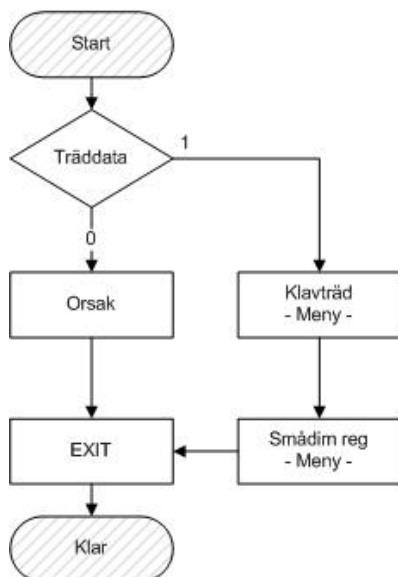 Start
Träddata
1
0
Orsak
Klavträd
- Meny -
EXIT
Smådim reg
- Meny -
Klar